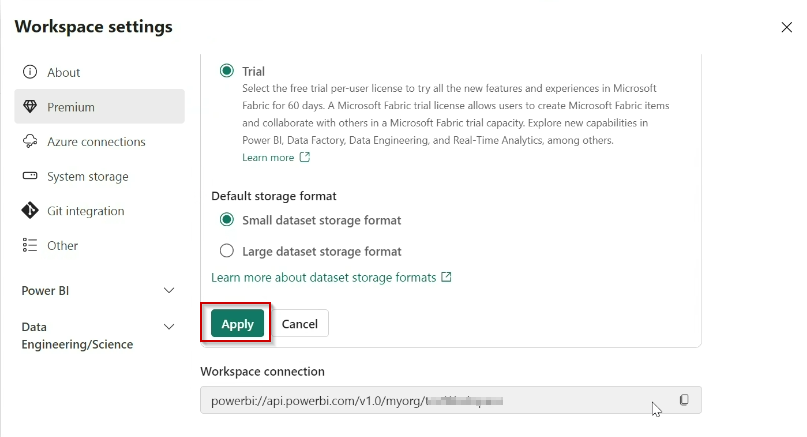 Workspace settings
About
Premium
Azure connections
System storage
Git integration
Other
Power BI
Data
Engineering/Science
Trial
Select the free trial per-user license to try all the new features and experiences in Microsoft
Fabric for 60 days. A Microsoft Fabric trial license allows users to create Microsoft Fabric items
and collaborate with others in a Microsoft Fabric trial capacity. Explore new capabilities in
Power BI, Data Factory, Data Engineering, and Real-Time Analytics, among others.
Learn more
Default storage format
Small dataset storage format
Large dataset storage format
Learn more about dataset storage formats
Apply Cancel
Workspace connection
powerbi://api.powerbi.com/v1.0/myorg/